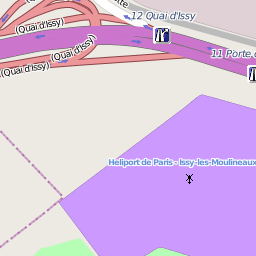 12 Quai d'Issy
(Quai d'Issy)
(Quai d'Issy)
(Quai d'Issy)
11 Porte
Héliport de Paris - Issy-les-Moulineaux